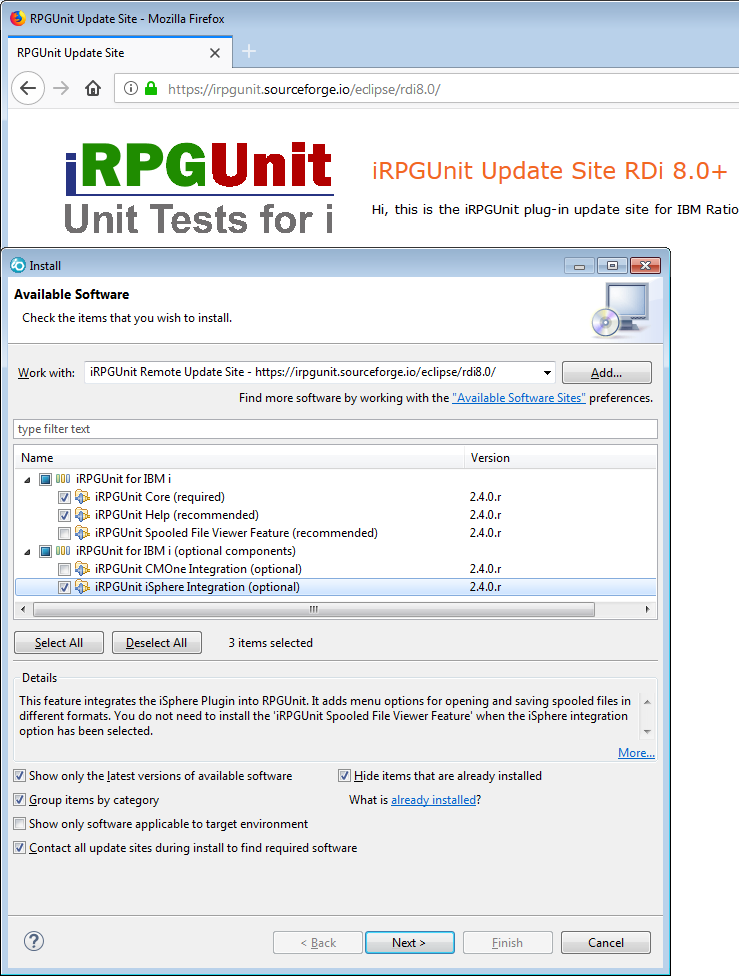 RPGUnit Update Site - Mozilla Firefox
RPGUnit Update Site
https://irpgunit.sourceforge.io/eclipse/rdi8.0/
iRPGUnit
Unit Tests for i
iRPGUnit Update Site RDi 8.0+
Hi, this is the iRPGUnit plug-in update site for IBM Ratio
Install
Available Software
Check the items that you wish to install.
Work with: iRPGUnit Remote Update Site - https://irpgunit.sourceforge.io/eclipse/rdi8.0/ Add...
Find more software by working with the "Available Software Sites" preferences.
type filter text
Name Version
iRPGUnit for IBM i
iRPGUnit Core (required) 2.4.0.r
iRPGUnit Help (recommended) 2.4.0.r
iRPGUnit Spooled File Viewer Feature (recommended) 2.4.0.r
iRPGUnit for IBM i (optional components)
iRPGUnit CMOne Integration (optional) 2.4.0.r
iRPGUnit iSphere Integration (optional) 2.4.0.r
Select All Deselect All 3 items selected
Details
This feature integrates the iSphere Plugin into RPGUnit. It adds menu options for opening and saving spooled files in
different formats. You do not need to install the 'iRPGUnit Spooled File Viewer Feature' when the iSphere integration
option has been selected.
More...
Show only the latest versions of available software Hide items that are already installed
Group items by category What is already installed?
Show only software applicable to target environment
Contact all update sites during install to find required software
? < Back Next > Finish Cancel